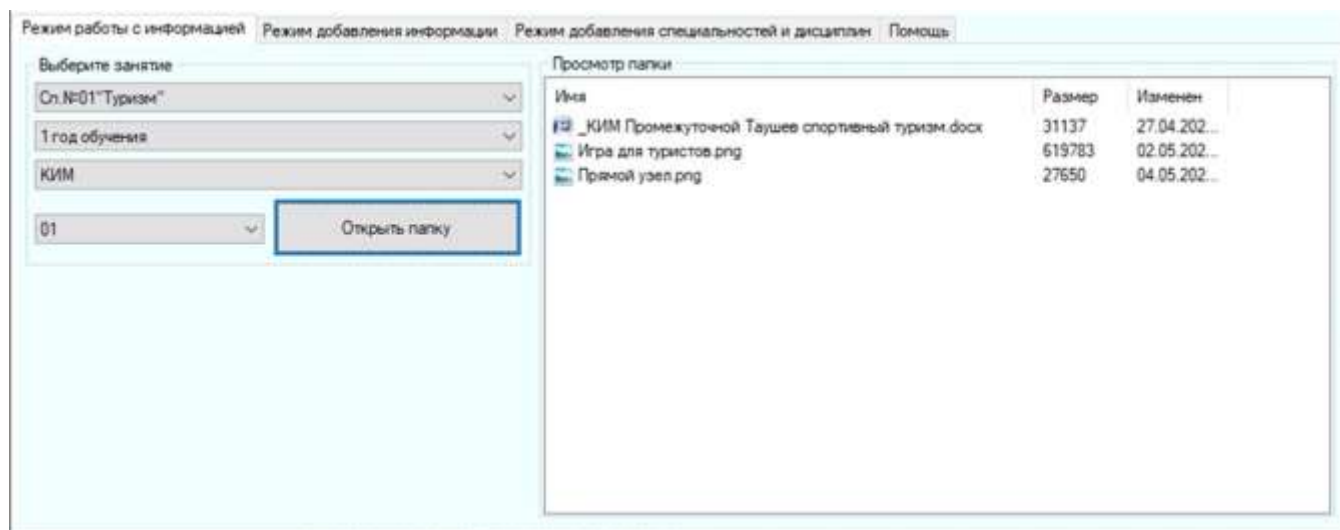 Режим работы с информацией Режим добавления информации Режим добавления специальностей и дисциплин Помощь
Выберите занятие
Сп.№01"Туризм"
1 год обучения
КИМ
01
Открыть папку
Просмотр папки
Имя Размер Изменен
_КИМ Промежуточной Таушев спортивный туризм.docx 31137 27.04.202...
Игра для туристов.png 619783 02.05.202...
Прямой узел.png 27650 04.05.202...